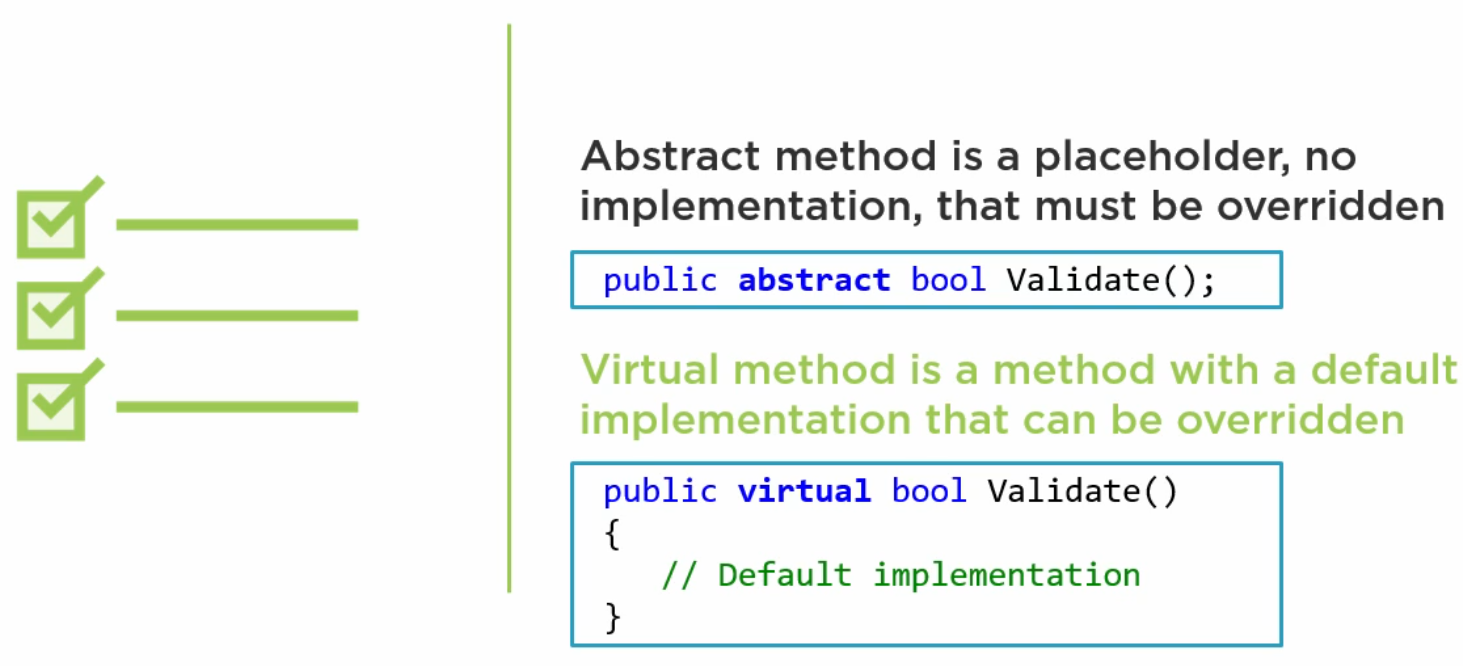 Abstract method is a placeholder, no
implementation, that must be overridden
public abstract bool Validate();
Virtual method is a method with a default
implementation that can be overridden
public virtual bool Validate()
{
// Default implementation
}